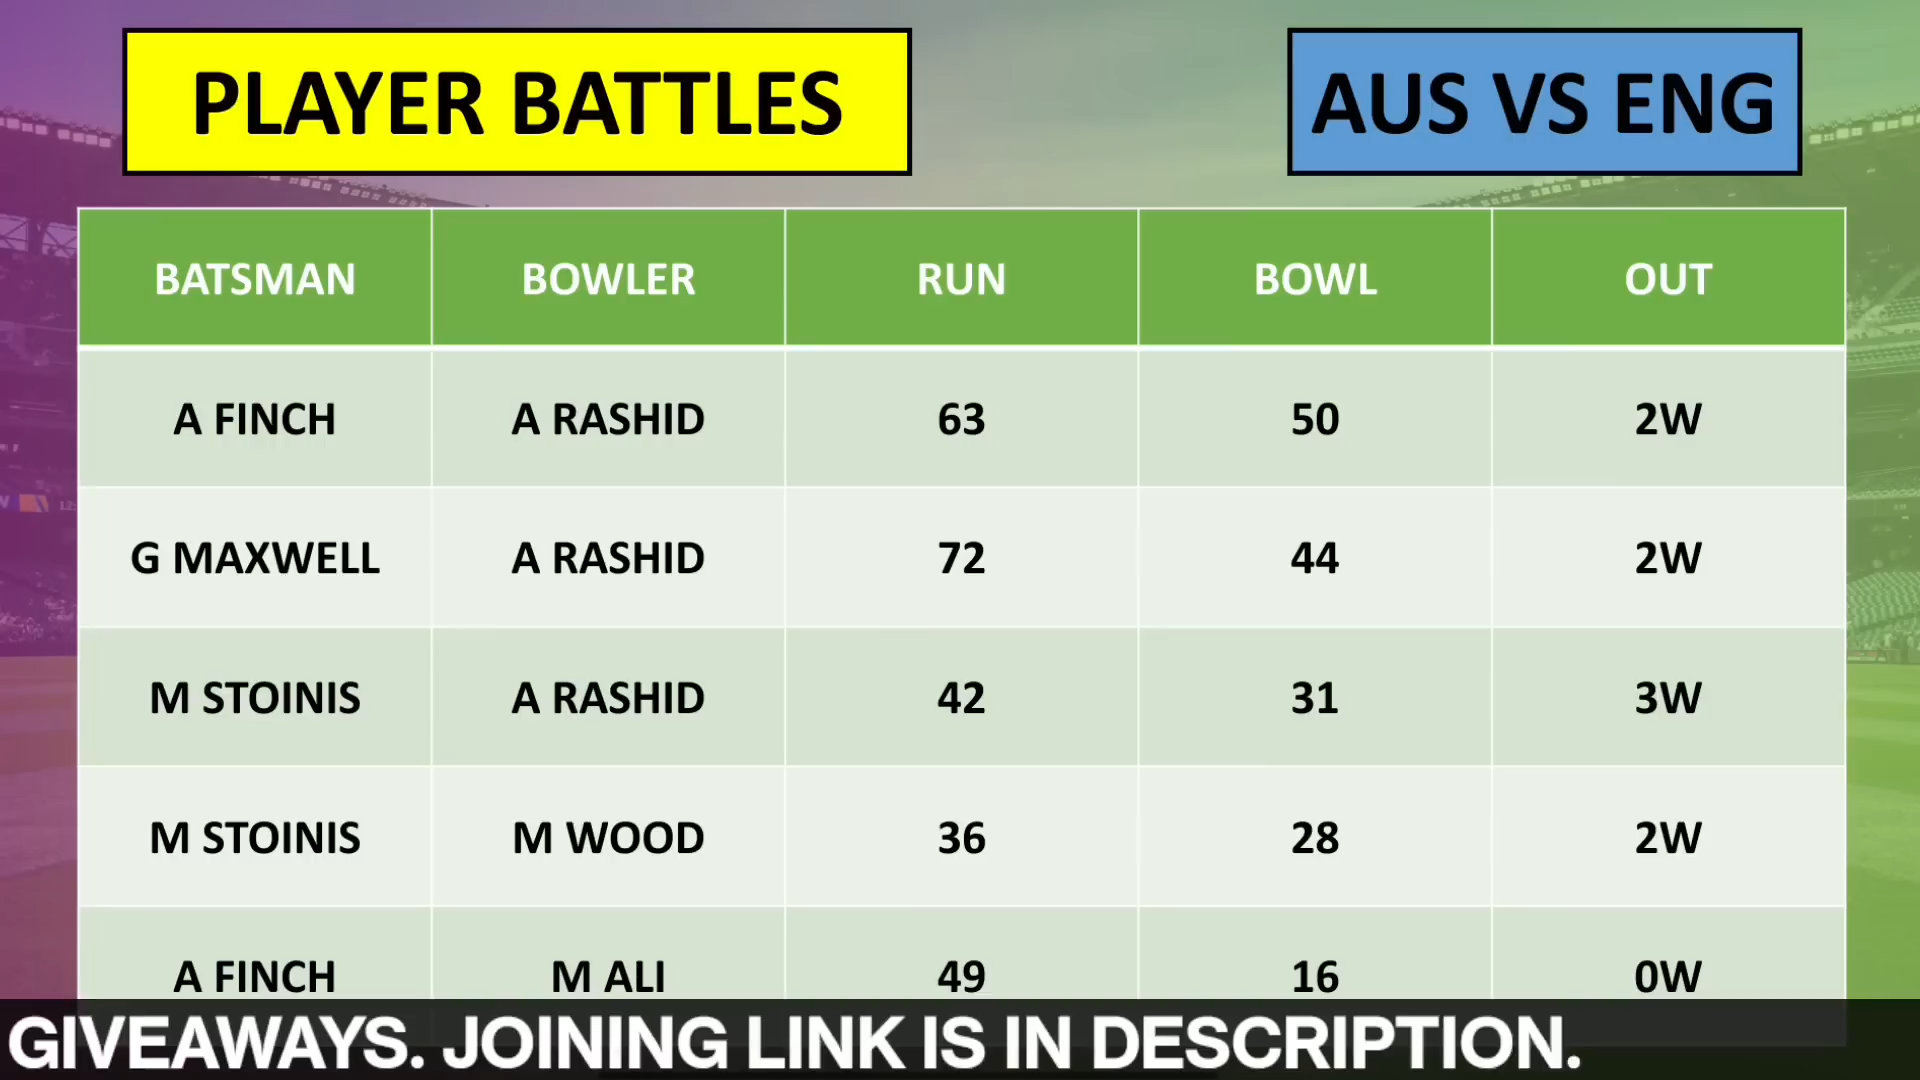 PLAYER BATTLES
AUS VS ENG
BATSMAN BOWLER RUN BOWL OUT
A FINCH A RASHID 63 50 2W
G MAXWELL A RASHID 72 44 2W
M STOINIS A RASHID 42 31 3W
M STOINIS M WOOD 36 28 2W
A FINCH M ALI 49 16 0W
GIVEAWAYS. JOINING LINK IS IN DESCRIPTION.